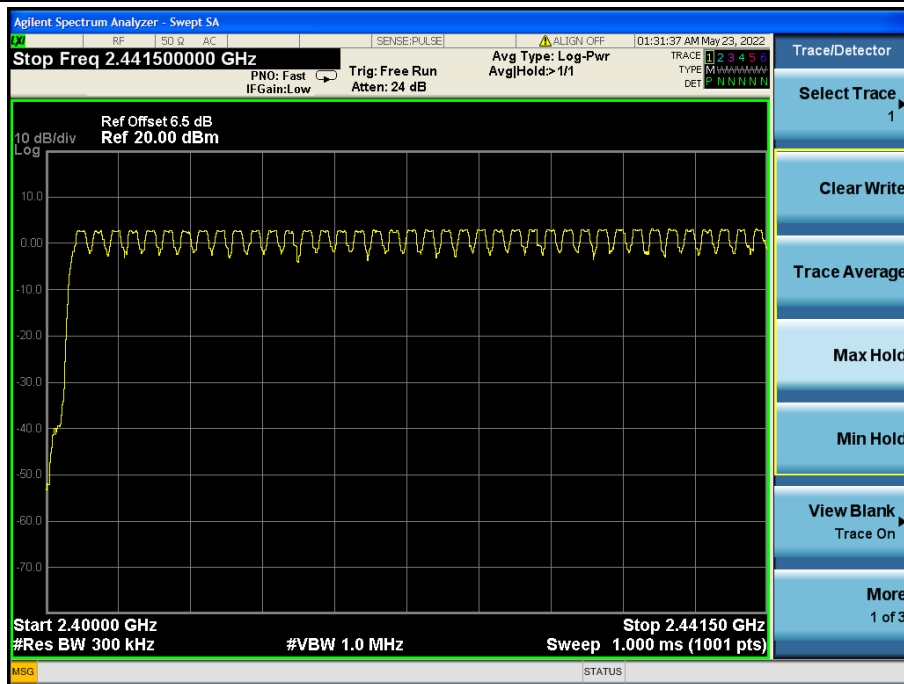 Agilent Spectrum Analyzer - Swept SA
LXI RF 50 Ω AC SENSE:PULSE ALIGN OFF 01:31:37 AM May 23, 2022
Stop Freq 2.441500000 GHz
PNO: Fast
IFGain:Low
Trig: Free Run
Atten: 24 dB
Avg Type: Log-Pwr
Avg|Hold:>1/1
TRACE 1 2 3 4 5 6
TYPE M W W W W W
DET P N N N N N
Ref Offset 6.5 dB
10 dB/div Ref 20.00 dBm
Log
10.0
0.00
-10.0
-20.0
-30.0
-40.0
-50.0
-60.0
-70.0
Start 2.40000 GHz Stop 2.44150 GHz
#Res BW 300 kHz #VBW 1.0 MHz Sweep 1.000 ms (1001 pts)
MSG STATUS
Trace/Detector
Select Trace
1
Clear Write
Trace Average
Max Hold
Min Hold
View Blank
Trace On
More
1 of 3